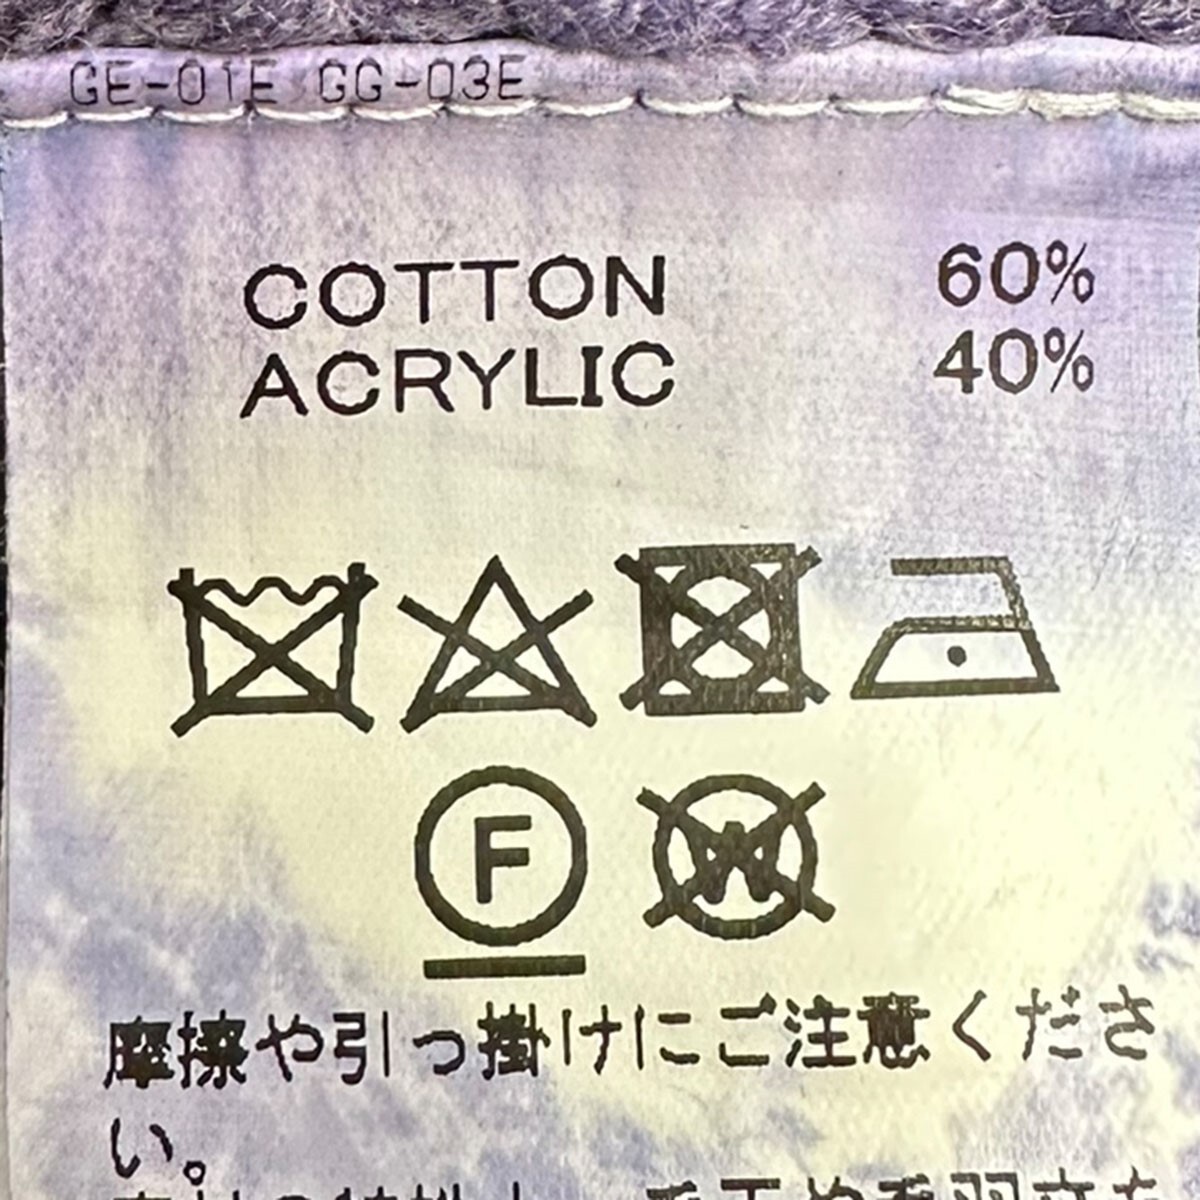 GE-01E GG-03E
COTTON 60%
ACRYLIC 40%
F
W
摩擦や引っ掛けにご注意くださ
い。